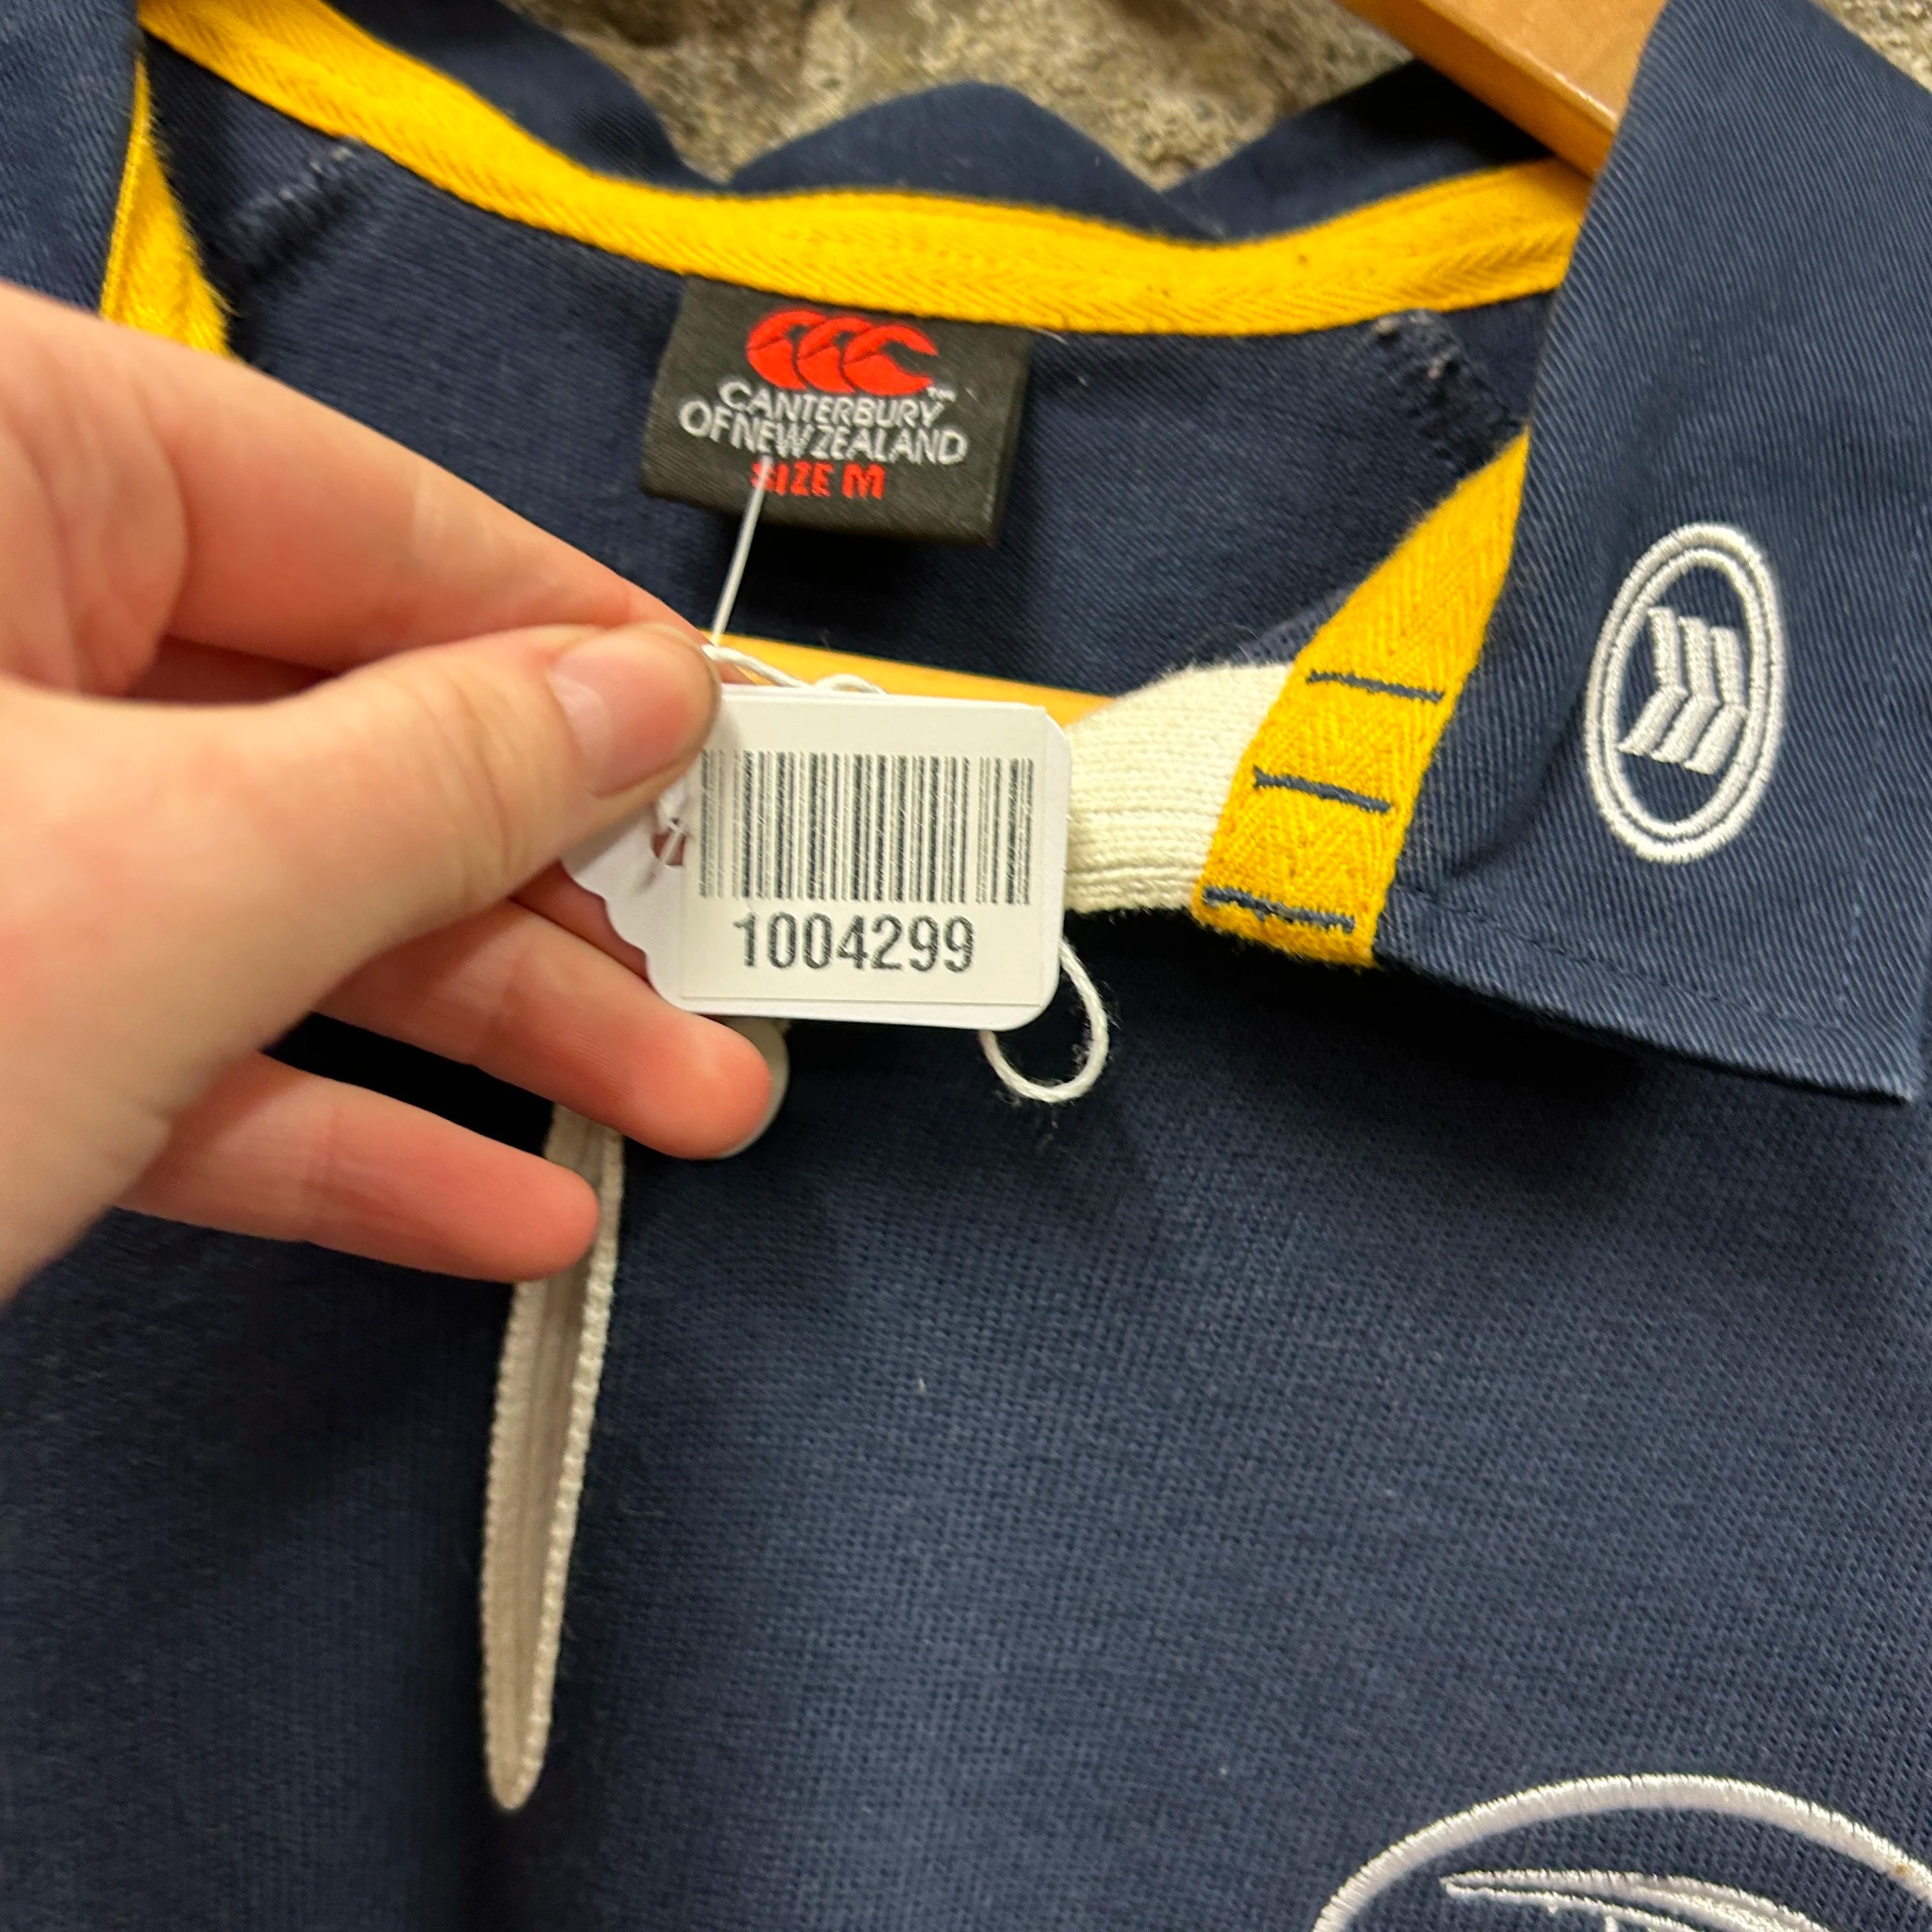 CANTERBURY™
OF NEW ZEALAND
SIZE M
1004299